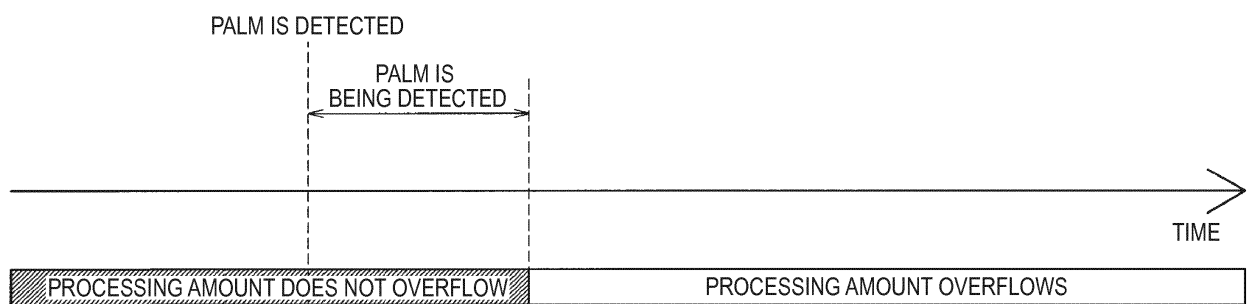 PALM IS DETECTED
PALM IS
BEING DETECTED
TIME
PROCESSING AMOUNT DOES NOT OVERFLOW
PROCESSING AMOUNT OVERFLOWS